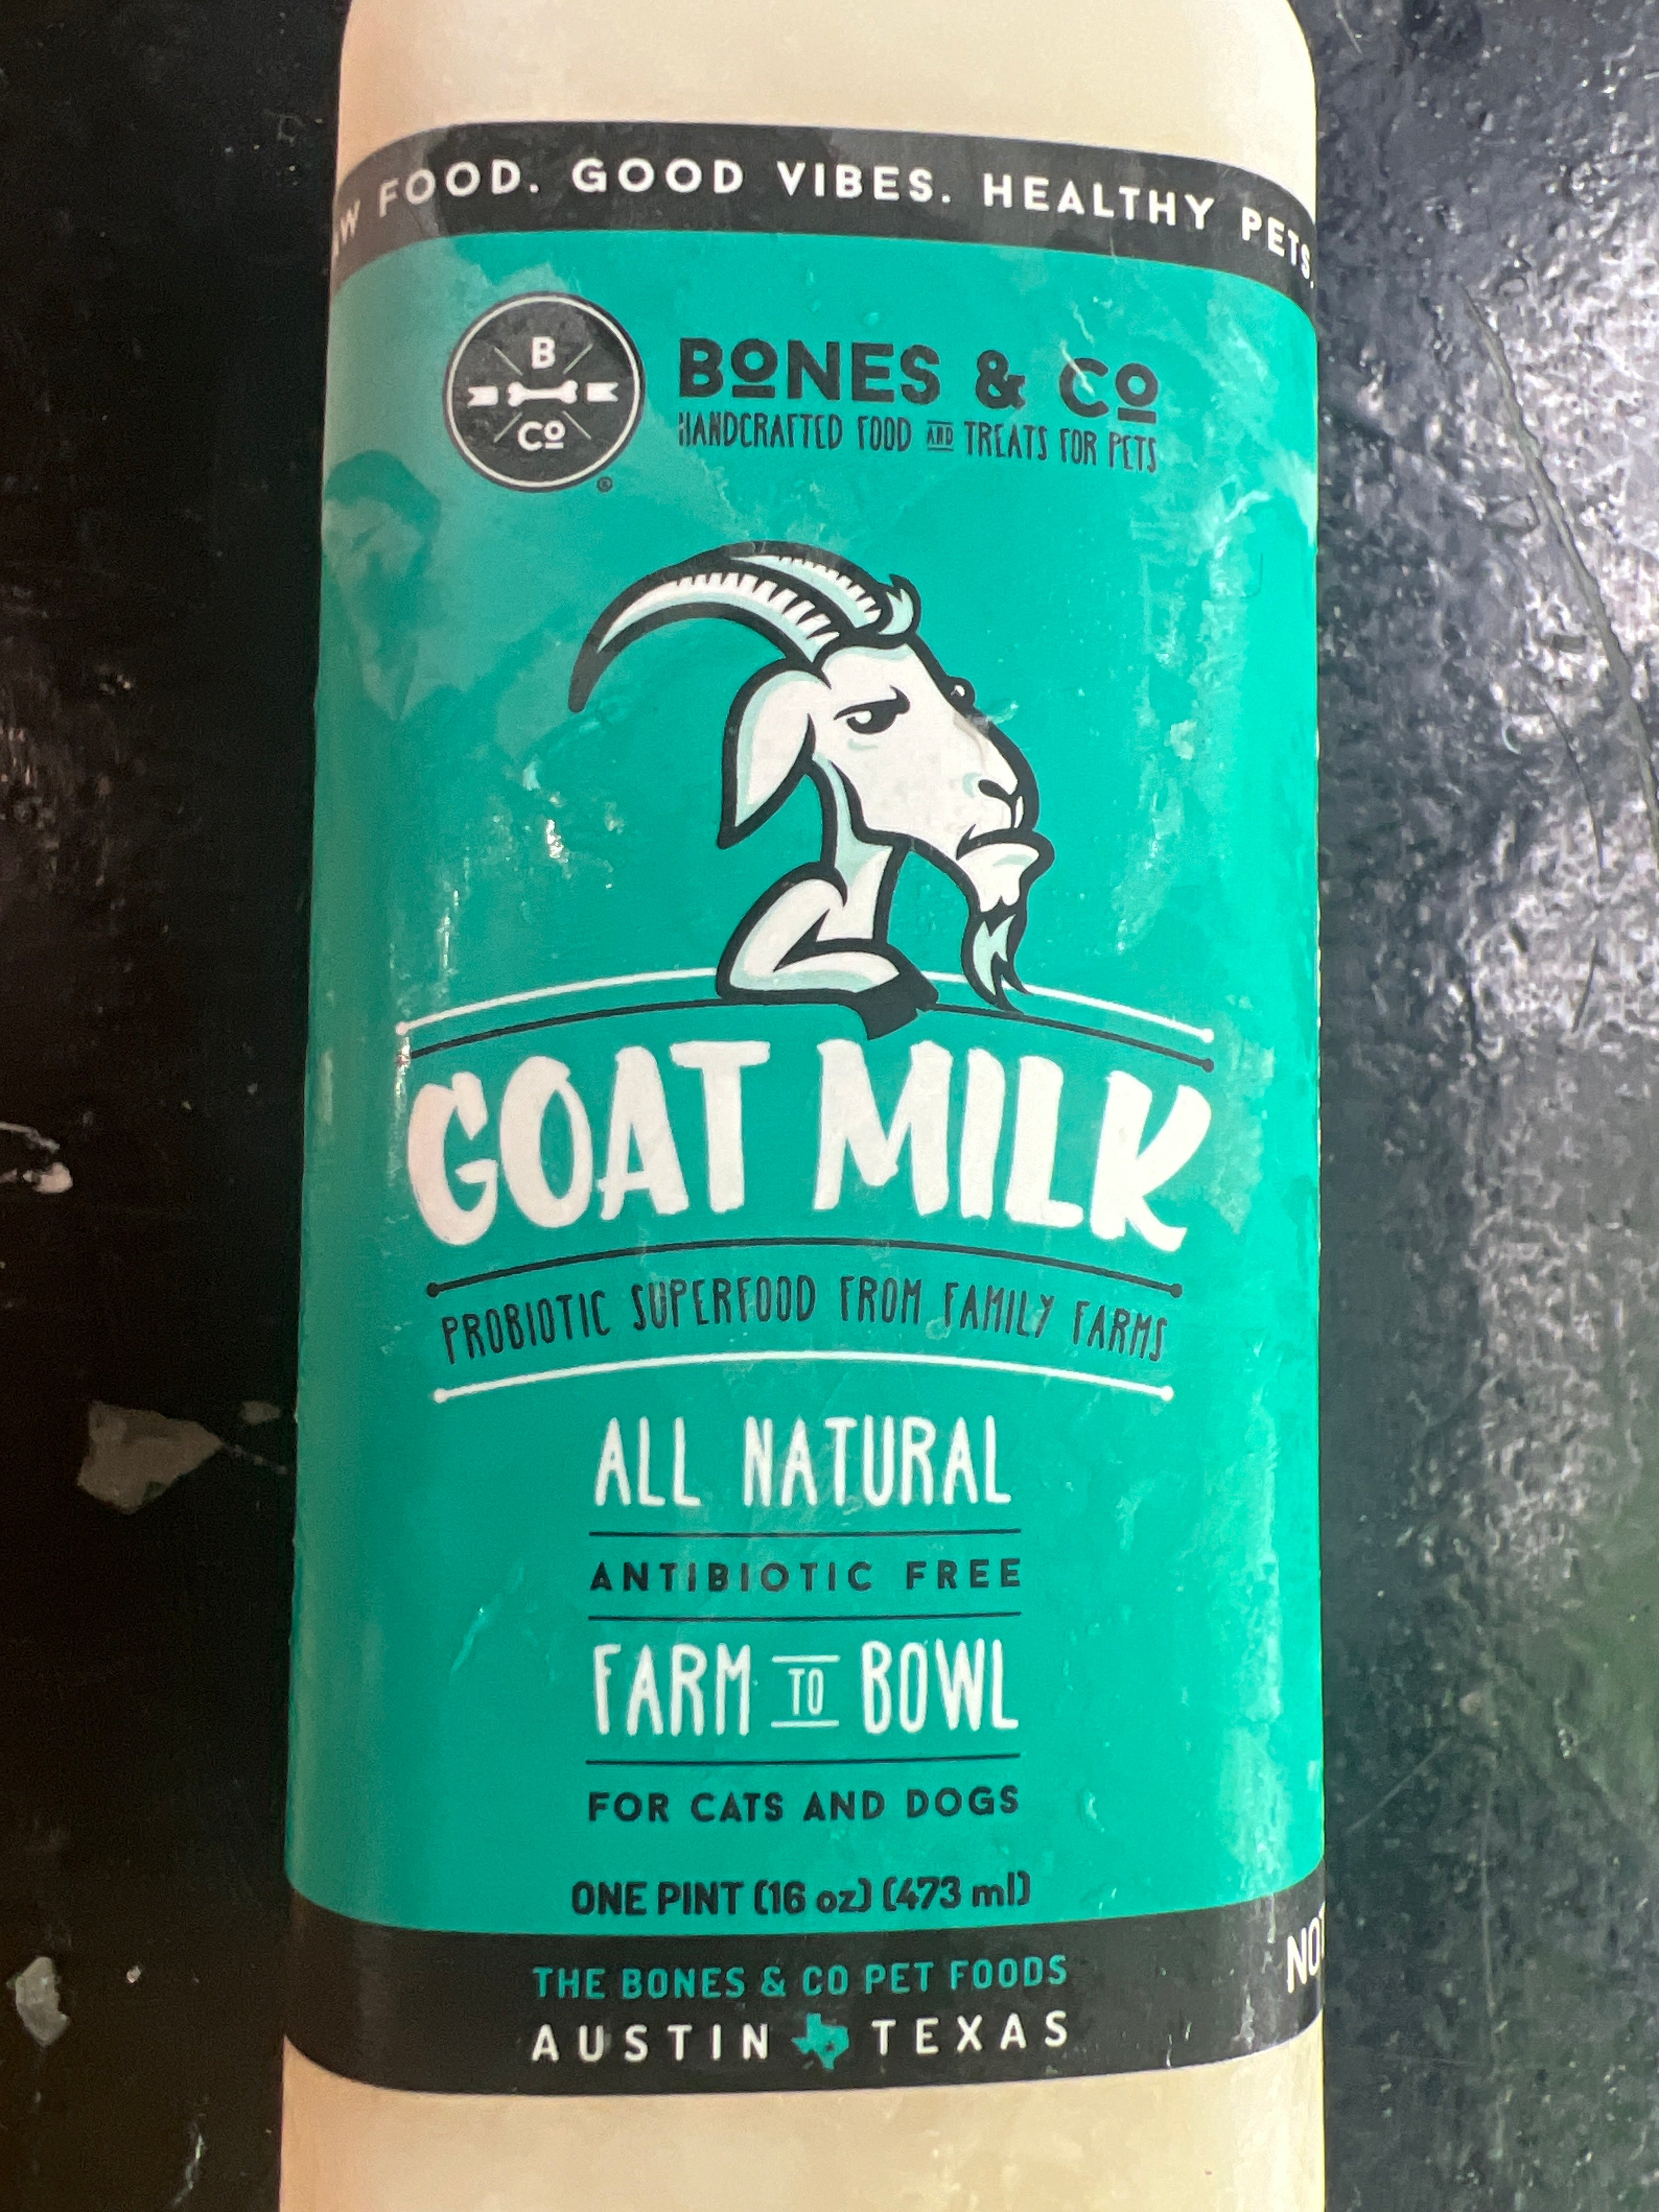 FOOD. GOOD VIBES. HEALTHY PETS.
B
Co
®
BONES & Co
HANDCRAFTED FOOD AND TREATS FOR PETS
GOAT MILK
PROBIOTIC SUPERFOOD FROM FAMILY FARMS
ALL NATURAL
ANTIBIOTIC FREE
FARM TO BOWL
FOR CATS AND DOGS
ONE PINT (16 oz) (473 ml)
THE BONES & CO PET FOODS
AUSTIN TEXAS